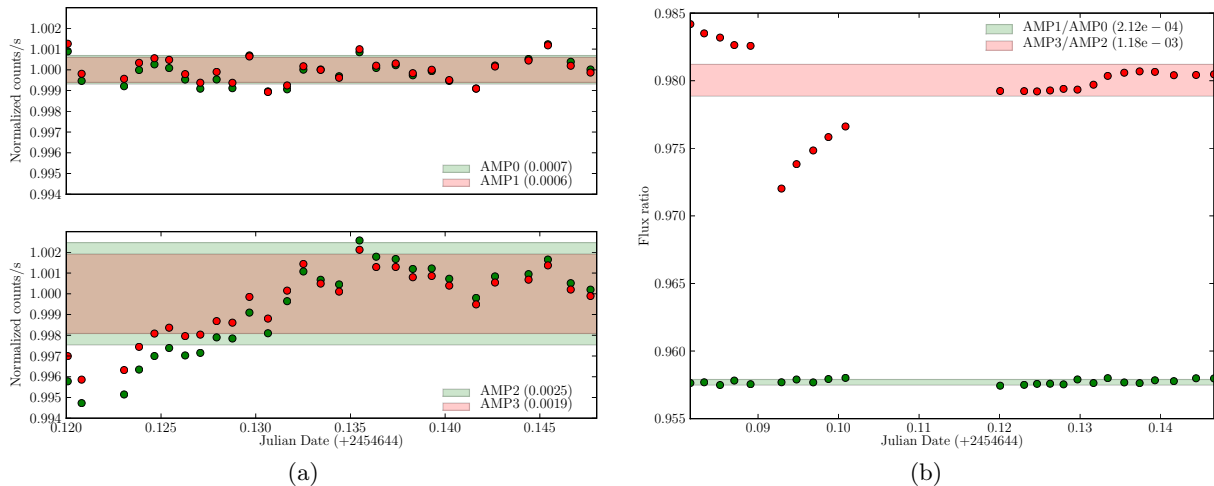 1.002
1.001
1.000
0.999
0.998
0.997
0.996
0.995
0.994
Normalized counts/s
AMP0 (0.0007)
AMP1 (0.0006)
1.002
1.001
1.000
0.999
0.998
0.997
0.996
0.995
0.994
Normalized counts/s
AMP2 (0.0025)
AMP3 (0.0019)
0.120 0.125 0.130 0.135 0.140 0.145
Julian Date (+2454644)
(a)
0.985
0.980
0.975
0.970
0.965
0.960
0.955
Flux ratio
AMP1/AMP0 (2.12e − 04)
AMP3/AMP2 (1.18e − 03)
0.09 0.10 0.11 0.12 0.13 0.14
Julian Date (+2454644)
(b)